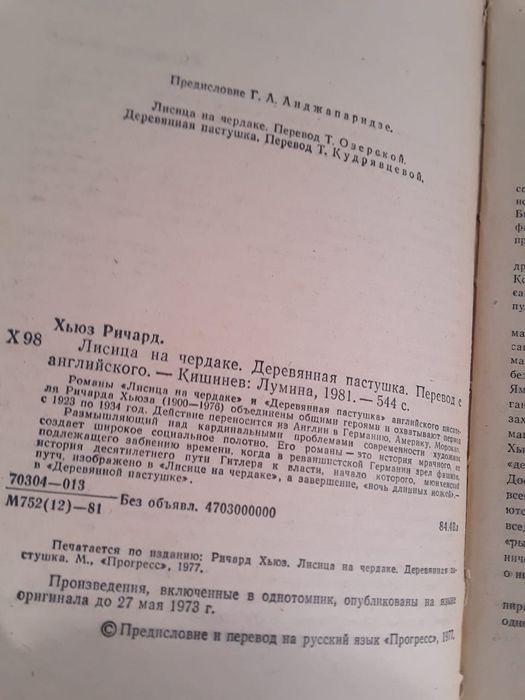 Предисловие Г. А. Анджапаридзе.
Лисица на чердаке. Перевод Т. Озерской.
Деревянная пастушка. Перевод Т. Кудрявцевой.
Хьюз Ричард.
Х 98
Лисица на чердаке. Деревянная пастушка. Перевод с
английского. — Кишинев: Лумина, 1981. — 544 с.
Романы «Лисица на чердаке» и «Деревянная пастушка» английского писате-
ля Ричарда Хьюза (1900—1976) объединены общими героями и охватывают период
с 1923 по 1934 год. Действие переносится из Англии в Германию, Америку, Марокко.
Размышляющий над кардинальными проблемами современности художник
создает широкое социальное полотно. Его романы — это история мрачного, не
подлежащего забвению времени, когда в реваншистской Германии зрел фашизм,
история десятилетнего пути Гитлера к власти, начало которого, мюнхенский
путч, изображено в «Лисице на чердаке», а завершение, «ночь длинных ножей», —
в «Деревянной пастушке».
70304—013
М752(12)—81
Без объявл. 4703000000
84.4
Печатается по изданию: Ричард Хьюз. Лисица на чердаке. Деревянная па-
стушка. М., «Прогресс», 1977.
Произведения, включенные в однотомник, опубликованы на языке
оригинала до 27 мая 1973 г.
© Предисловие и перевод на русский язык «Прогресс», 1977.